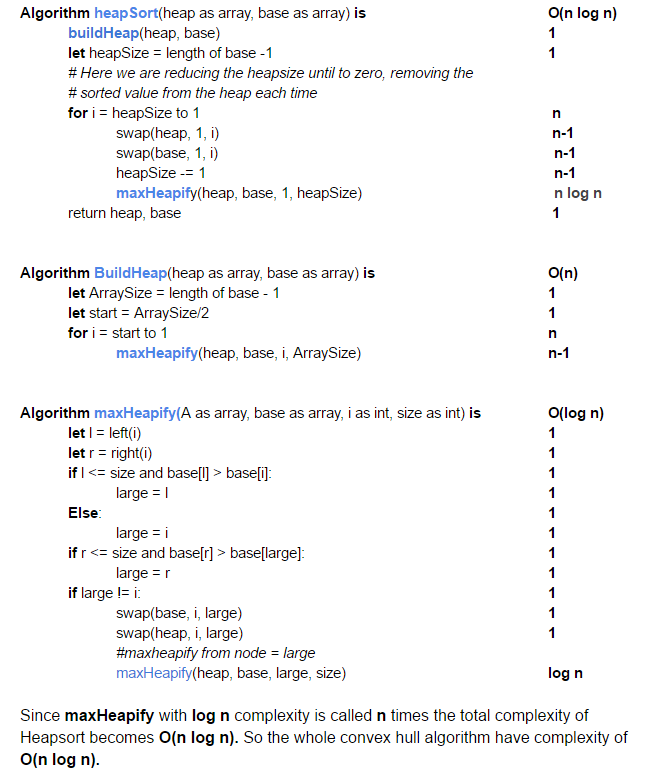 Algorithm heapSort(heap as array, base as array) is O(n log n)
buildHeap(heap, base) 1
let heapSize = length of base -1 1
# Here we are reducing the heapsize until to zero, removing the
# sorted value from the heap each time
for i = heapSize to 1 n
swap(heap, 1, i) n-1
swap(base, 1, i) n-1
heapSize -= 1 n-1
maxHeapify(heap, base, 1, heapSize) n log n
return heap, base 1
Algorithm BuildHeap(heap as array, base as array) is O(n)
let ArraySize = length of base - 1 1
let start = ArraySize/2 1
for i = start to 1 n
maxHeapify(heap, base, i, ArraySize) n-1
Algorithm maxHeapify(A as array, base as array, i as int, size as int) is O(log n)
let l = left(i) 1
let r = right(i) 1
if l <= size and base[l] > base[i]: 1
large = l 1
Else: 1
large = i 1
if r <= size and base[r] > base[large]: 1
large = r 1
if large != i: 1
swap(base, i, large) 1
swap(heap, i, large) 1
#maxheapify from node = large
maxHeapify(heap, base, large, size) log n
Since maxHeapify with log n complexity is called n times the total complexity of
Heapsort becomes O(n log n). So the whole convex hull algorithm have complexity of
O(n log n).